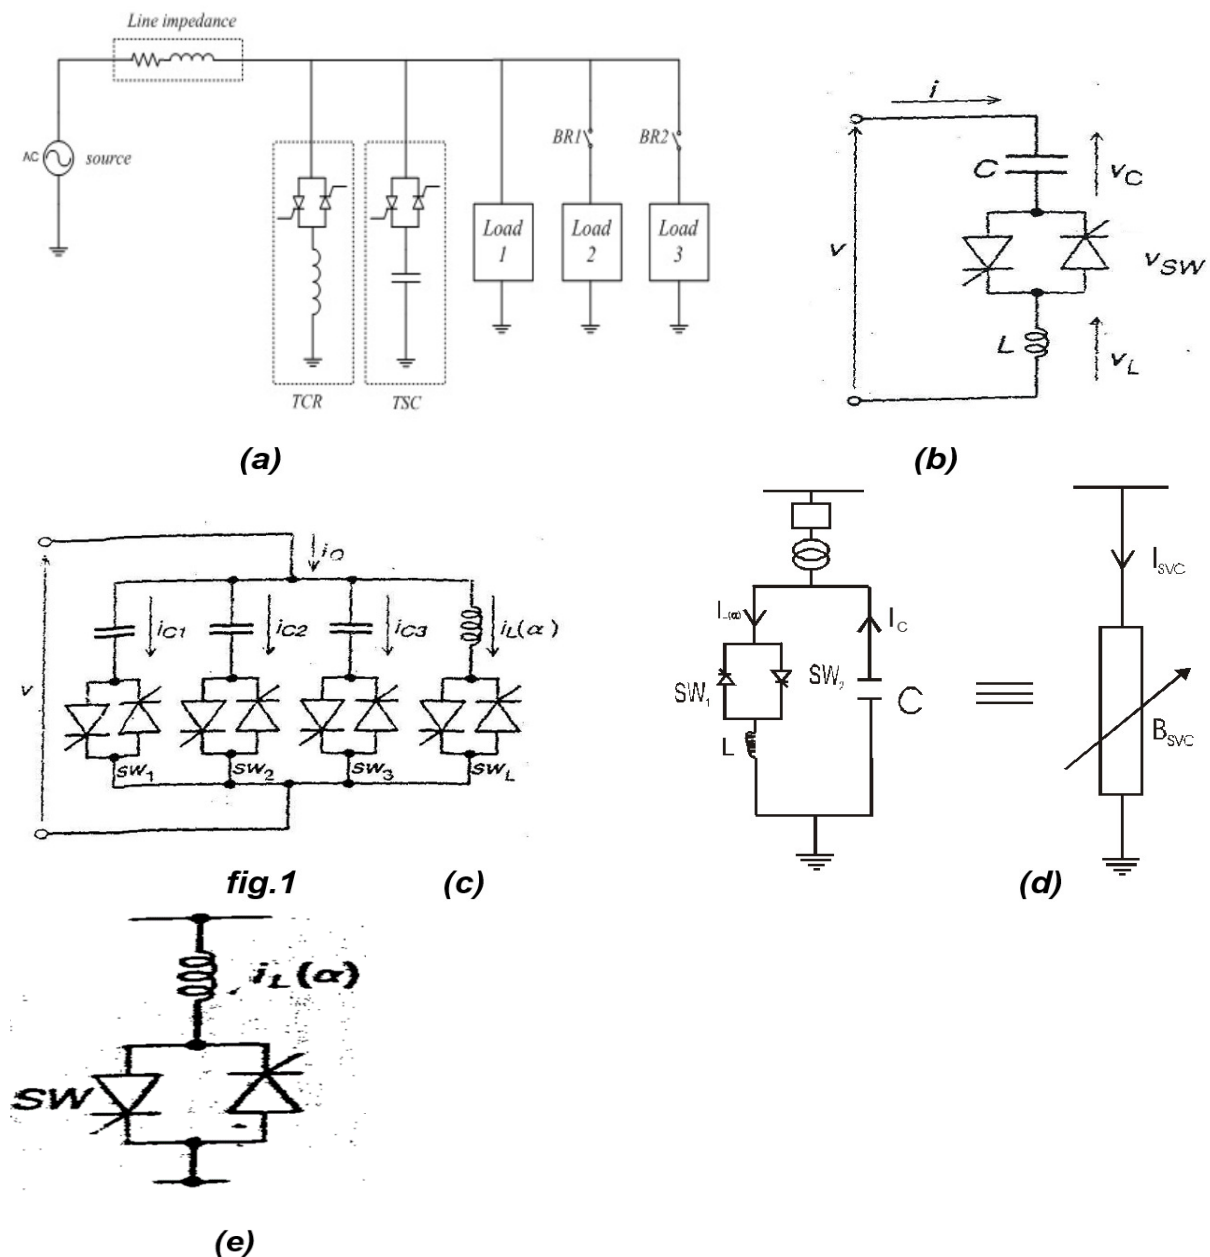 Line impedance
AC
source
BR1
BR2
Load
1
Load
2
Load
3
TCR
TSC
(a)
i
C
v_C
v
v_SW
L
v_L
(b)
i_Q
i_C1
i_C2
i_C3
i_L(α)
v
sw_1
sw_2
sw_3
sw_L
fig.1
(c)
I_C
SW_1
SW_2
C
L
I_SVC
B_SVC
(d)
i_L(α)
SW
(e)